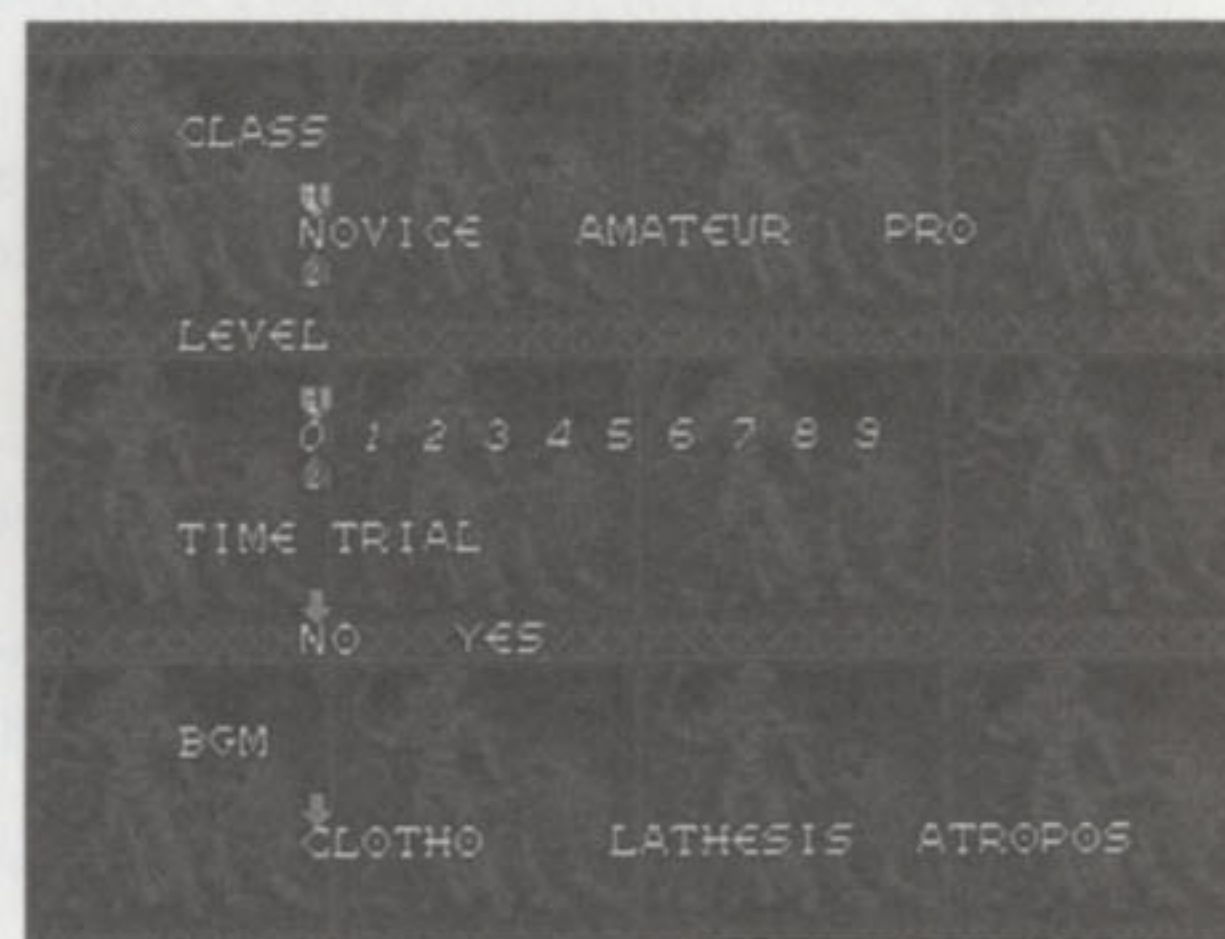 CLASS
NOVICE AMATEUR PRO
LEVEL
0 1 2 3 4 5 6 7 8 9
TIME TRIAL
NO YES
BGM
CLOTHO LATHESIS ATROPOS